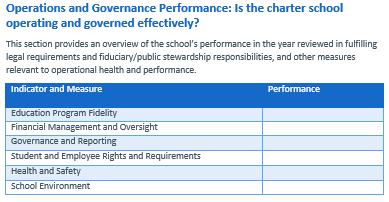 Operations and Governance Performance: Is the charter school
operating and governed effectively?
This section provides an overview of the school's performance in the year reviewed in fulfilling
legal requirements and fiduciary/public stewardship responsibilities, and other measures
relevant to operational health and performance.
Indicator and Measure Performance
Education Program Fidelity
Financial Management and Oversight
Governance and Reporting
Student and Employee Rights and Requirements
Health and Safety
School Environment